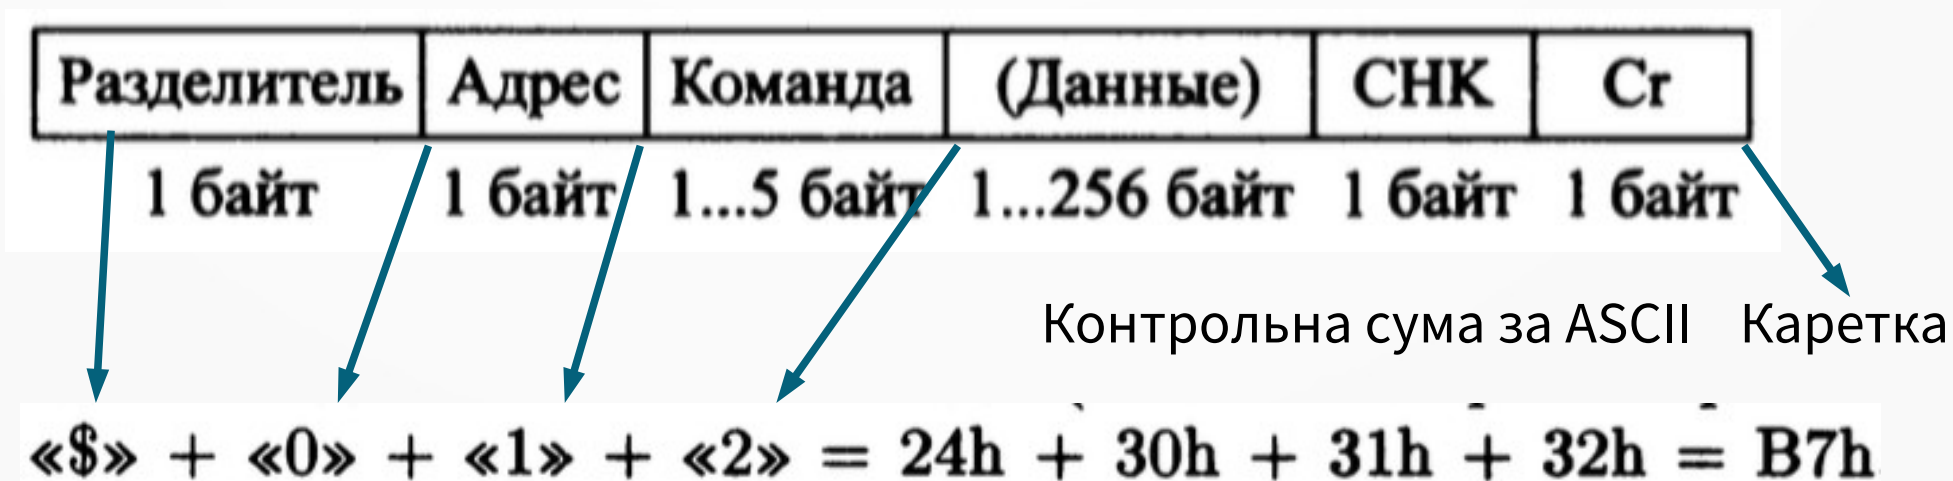 Разделитель Адрес Команда (Данные) CHK Cr
1 байт 1 байт 1...5 байт 1...256 байт 1 байт 1 байт
Контрольна сума за ASCII Каретка
«$» + «0» + «1» + «2» = 24h + 30h + 31h + 32h = B7h